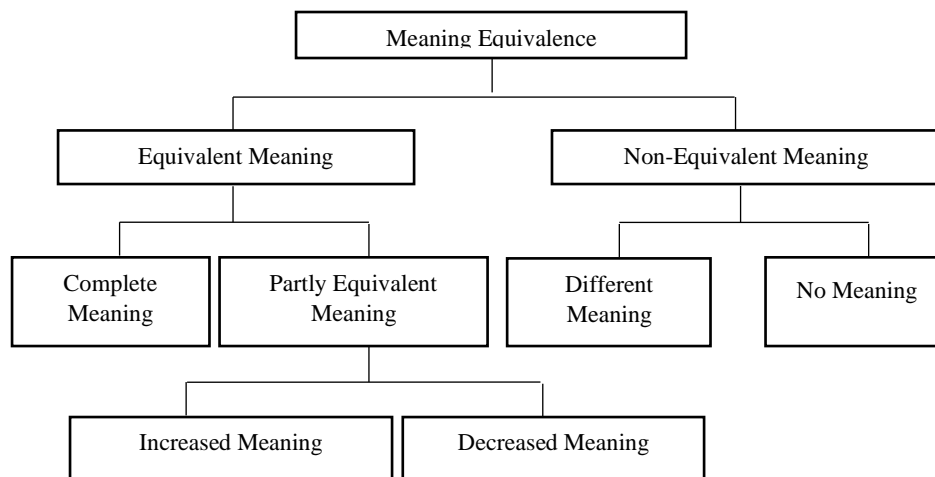 Meaning Equivalence
Equivalent Meaning
Non-Equivalent Meaning
Complete
Meaning
Partly Equivalent
Meaning
Different
Meaning
No Meaning
Increased Meaning
Decreased Meaning